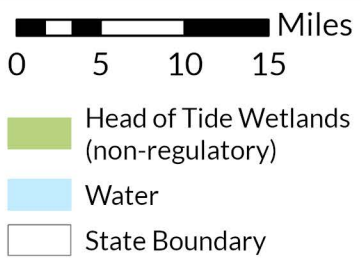 Miles
0 5 10 15
Head of Tide Wetlands
(non-regulatory)
Water
State Boundary